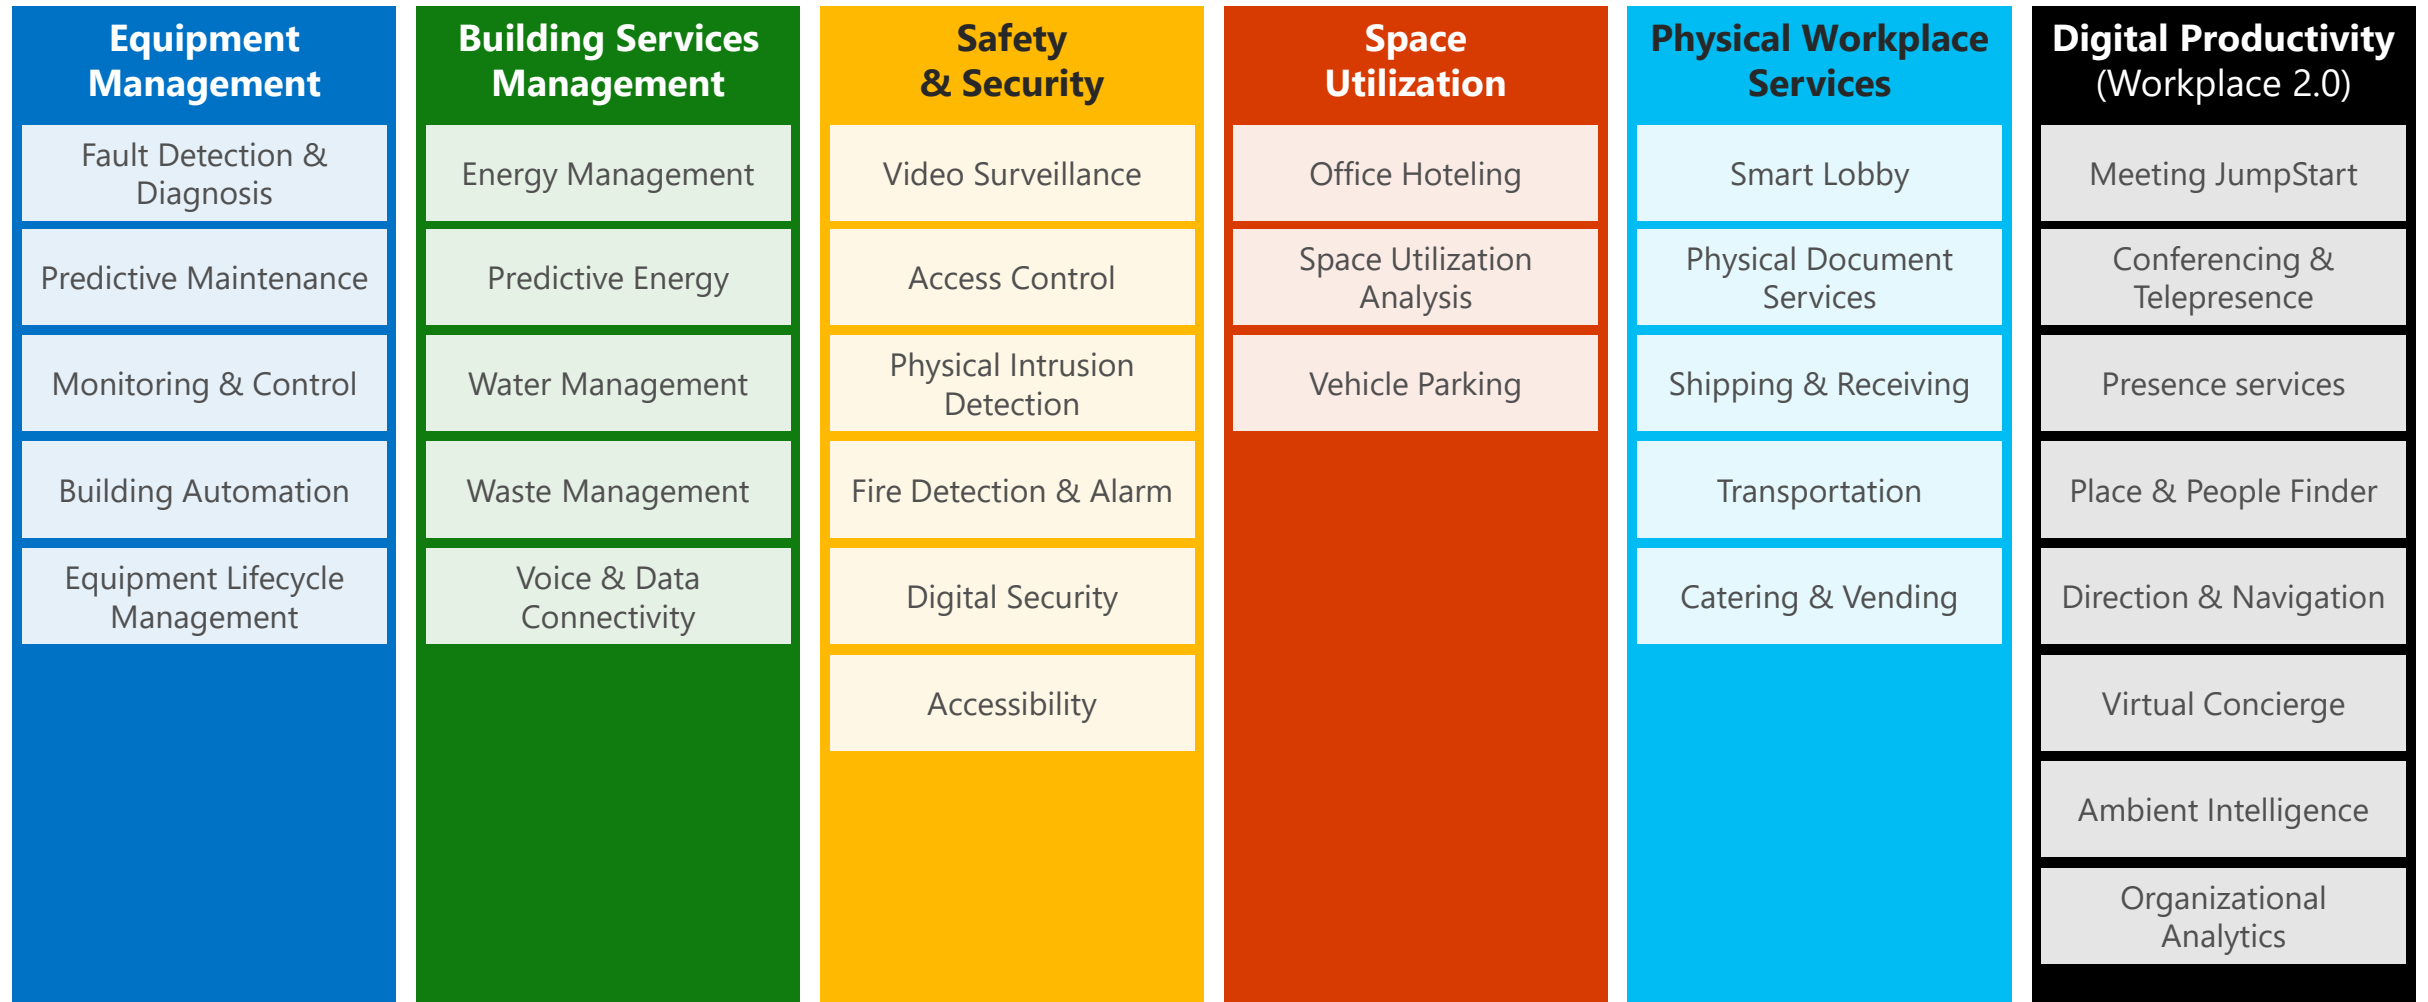 Equipment
Management
Fault Detection &
Diagnosis
Predictive Maintenance
Monitoring & Control
Building Automation
Equipment Lifecycle
Management
Building Services
Management
Energy Management
Predictive Energy
Water Management
Waste Management
Voice & Data
Connectivity
Safety
& Security
Video Surveillance
Access Control
Physical Intrusion
Detection
Fire Detection & Alarm
Digital Security
Accessibility
Space
Utilization
Office Hoteling
Space Utilization
Analysis
Vehicle Parking
Physical Workplace
Services
Smart Lobby
Physical Document
Services
Shipping & Receiving
Transportation
Catering & Vending
Digital Productivity
(Workplace 2.0)
Meeting JumpStart
Conferencing &
Telepresence
Presence services
Place & People Finder
Direction & Navigation
Virtual Concierge
Ambient Intelligence
Organizational
Analytics